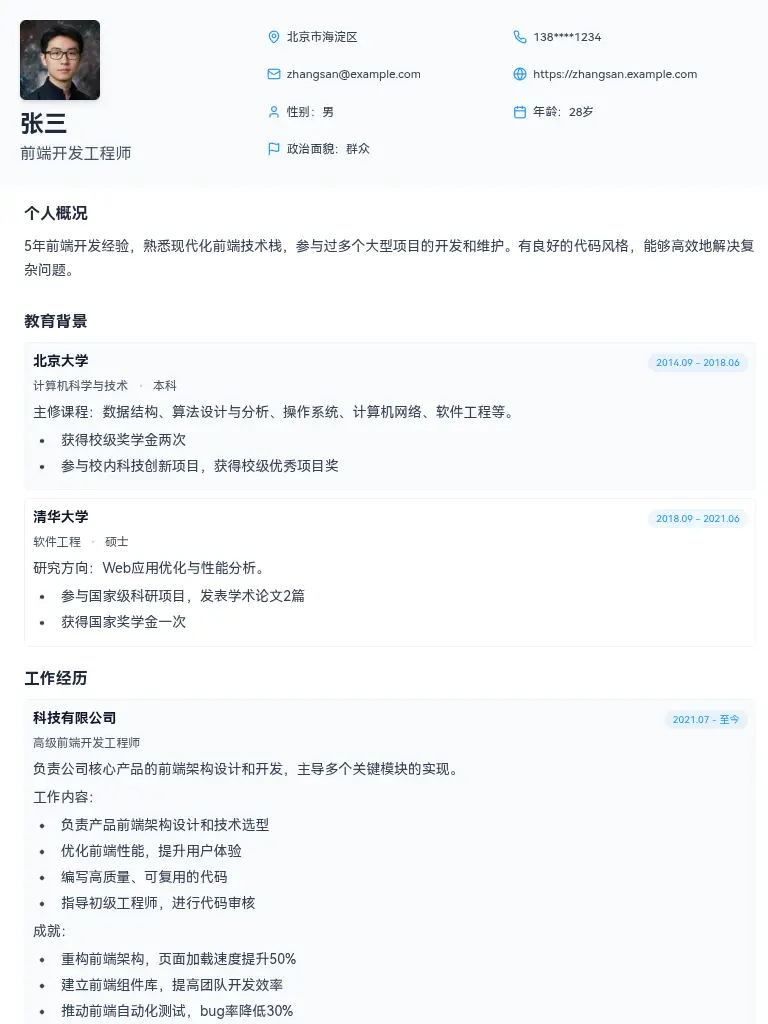 张三
前端开发工程师
北京市海淀区
138****1234
zhangsan@example.com
https://zhangsan.example.com
性别：男
年龄：28岁
政治面貌：群众
个人概况
5年前端开发经验，熟悉现代化前端技术栈，参与过多个大型项目的开发和维护。有良好的代码风格，能够高效地解决复
杂问题。
教育背景
北京大学
2014.09 - 2018.06
计算机科学与技术 · 本科
主修课程：数据结构、算法设计与分析、操作系统、计算机网络、软件工程等。
• 获得校级奖学金两次
• 参与校内科技创新项目，获得校级优秀项目奖
清华大学
2018.09 - 2021.06
软件工程 · 硕士
研究方向：Web应用优化与性能分析。
• 参与国家级科研项目，发表学术论文2篇
• 获得国家奖学金一次
工作经历
科技有限公司
2021.07 - 至今
高级前端开发工程师
负责公司核心产品的前端架构设计和开发，主导多个关键模块的实现。
工作内容：
• 负责产品前端架构设计和技术选型
• 优化前端性能，提升用户体验
• 编写高质量、可复用的代码
• 指导初级工程师，进行代码审核
成就：
• 重构前端架构，页面加载速度提升50%
• 建立前端组件库，提高团队开发效率
• 推动前端自动化测试，bug率降低30%